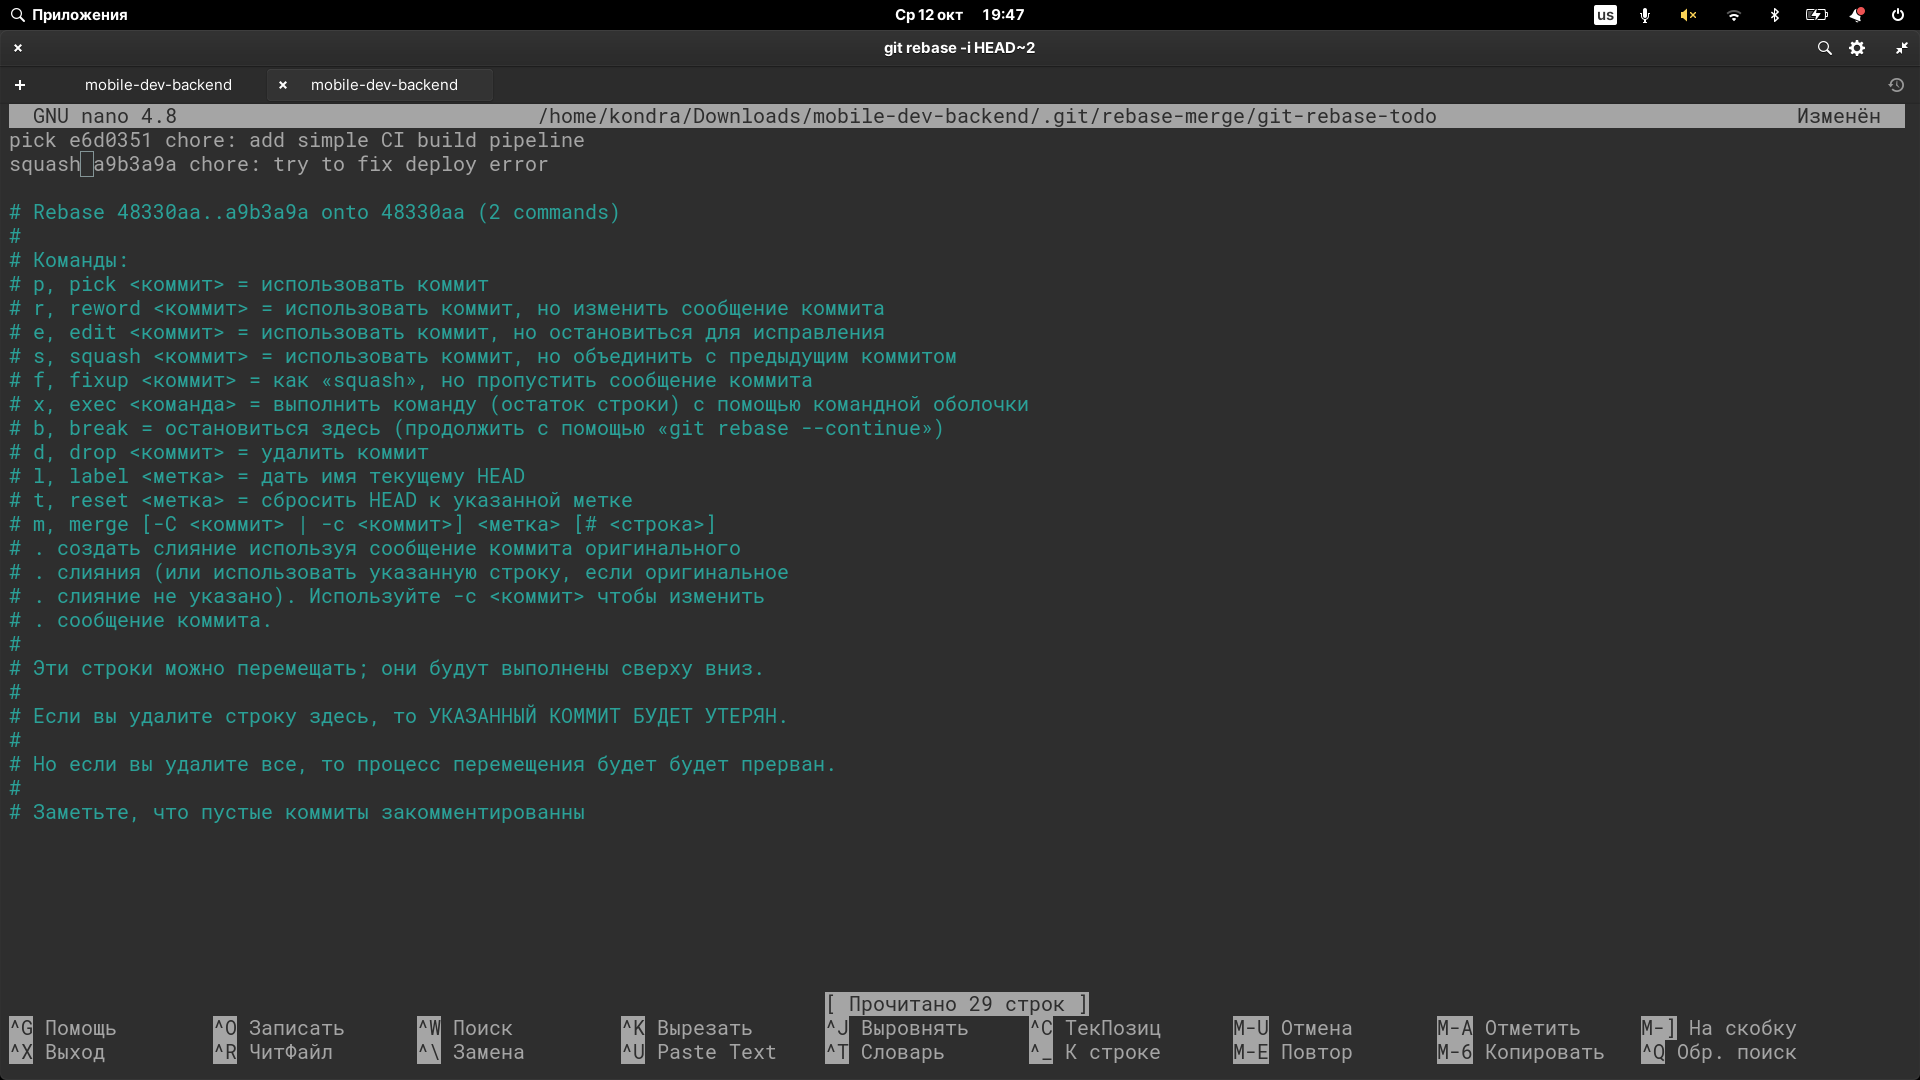 Приложения
Ср 12 окт 19:47
us
git rebase -i HEAD~2
mobile-dev-backend
mobile-dev-backend
GNU nano 4.8 /home/kondra/Downloads/mobile-dev-backend/.git/rebase-merge/git-rebase-todo Изменён
pick e6d0351 chore: add simple CI build pipeline
squash a9b3a9a chore: try to fix deploy error
# Rebase 48330aa..a9b3a9a onto 48330aa (2 commands)
#
# Команды:
# p, pick <коммит> = использовать коммит
# r, reword <коммит> = использовать коммит, но изменить сообщение коммита
# e, edit <коммит> = использовать коммит, но остановиться для исправления
# s, squash <коммит> = использовать коммит, но объединить с предыдущим коммитом
# f, fixup <коммит> = как «squash», но пропустить сообщение коммита
# x, exec <команда> = выполнить команду (остаток строки) с помощью командной оболочки
# b, break = остановиться здесь (продолжить с помощью «git rebase --continue»)
# d, drop <коммит> = удалить коммит
# l, label <метка> = дать имя текущему HEAD
# t, reset <метка> = сбросить HEAD к указанной метке
# m, merge [-C <коммит> | -c <коммит>] <метка> [# <строка>]
# . создать слияние используя сообщение коммита оригинального
# . слияния (или использовать указанную строку, если оригинальное
# . слияние не указано). Используйте -c <коммит> чтобы изменить
# . сообщение коммита.
#
# Эти строки можно перемещать; они будут выполнены сверху вниз.
#
# Если вы удалите строку здесь, то УКАЗАННЫЙ КОММИТ БУДЕТ УТЕРЯН.
#
# Но если вы удалите все, то процесс перемещения будет будет прерван.
#
# Заметьте, что пустые коммиты закомментированны
[ Прочитано 29 строк ]
^G Помощь ^O Записать ^W Поиск ^K Вырезать ^J Выровнять ^C ТекПозиц M-U Отмена M-A Отметить M-] На скобку
^X Выход ^R ЧитФайл ^\ Замена ^U Paste Text ^T Словарь ^_ К строке M-E Повтор M-6 Копировать ^Q Обр. поиск